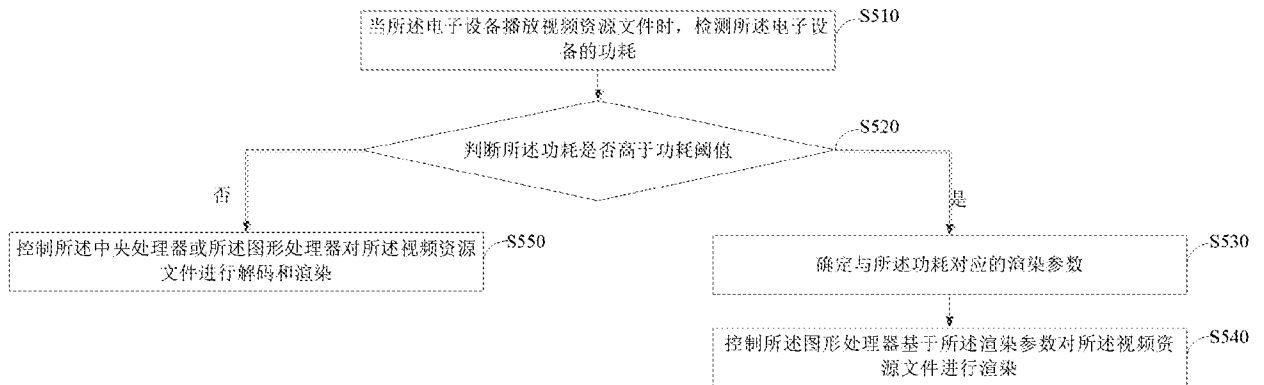 S510
当所述电子设备播放视频资源文件时，检测所述电子设
备的功耗
S520
判断所述功耗是否高于功耗阈值
否
是
控制所述中央处理器或所述图形处理器对所述视频资源
文件进行解码和渲染
S550
S530
确定与所述功耗对应的渲染参数
控制所述图形处理器基于所述渲染参数对所述视频资
源文件进行渲染
S540